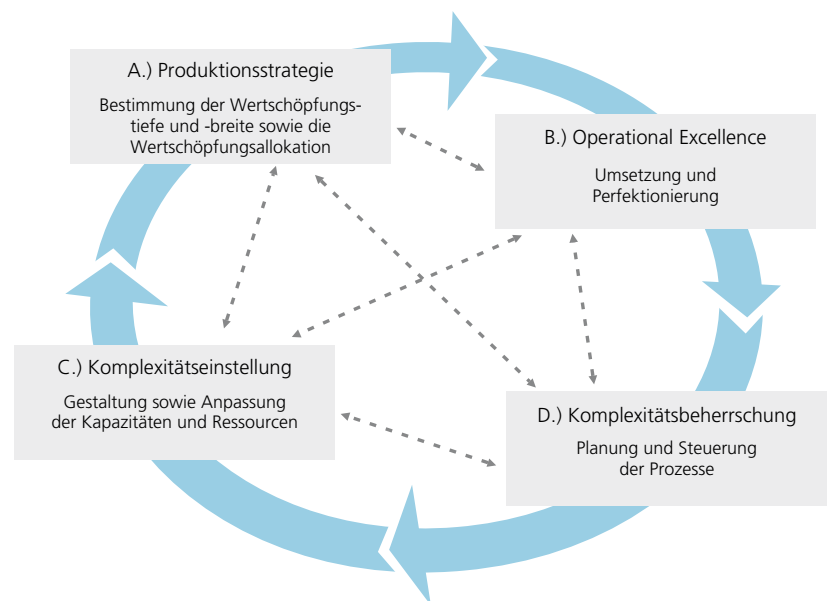 A.) Produktionsstrategie
Bestimmung der Wertschöpfungs-
tiefe und -breite sowie die
Wertschöpfungsallokation
B.) Operational Excellence
Umsetzung und
Perfektionierung
C.) Komplexitätseinstellung
Gestaltung sowie Anpassung
der Kapazitäten und Ressourcen
D.) Komplexitätsbeherrschung
Planung und Steuerung
der Prozesse